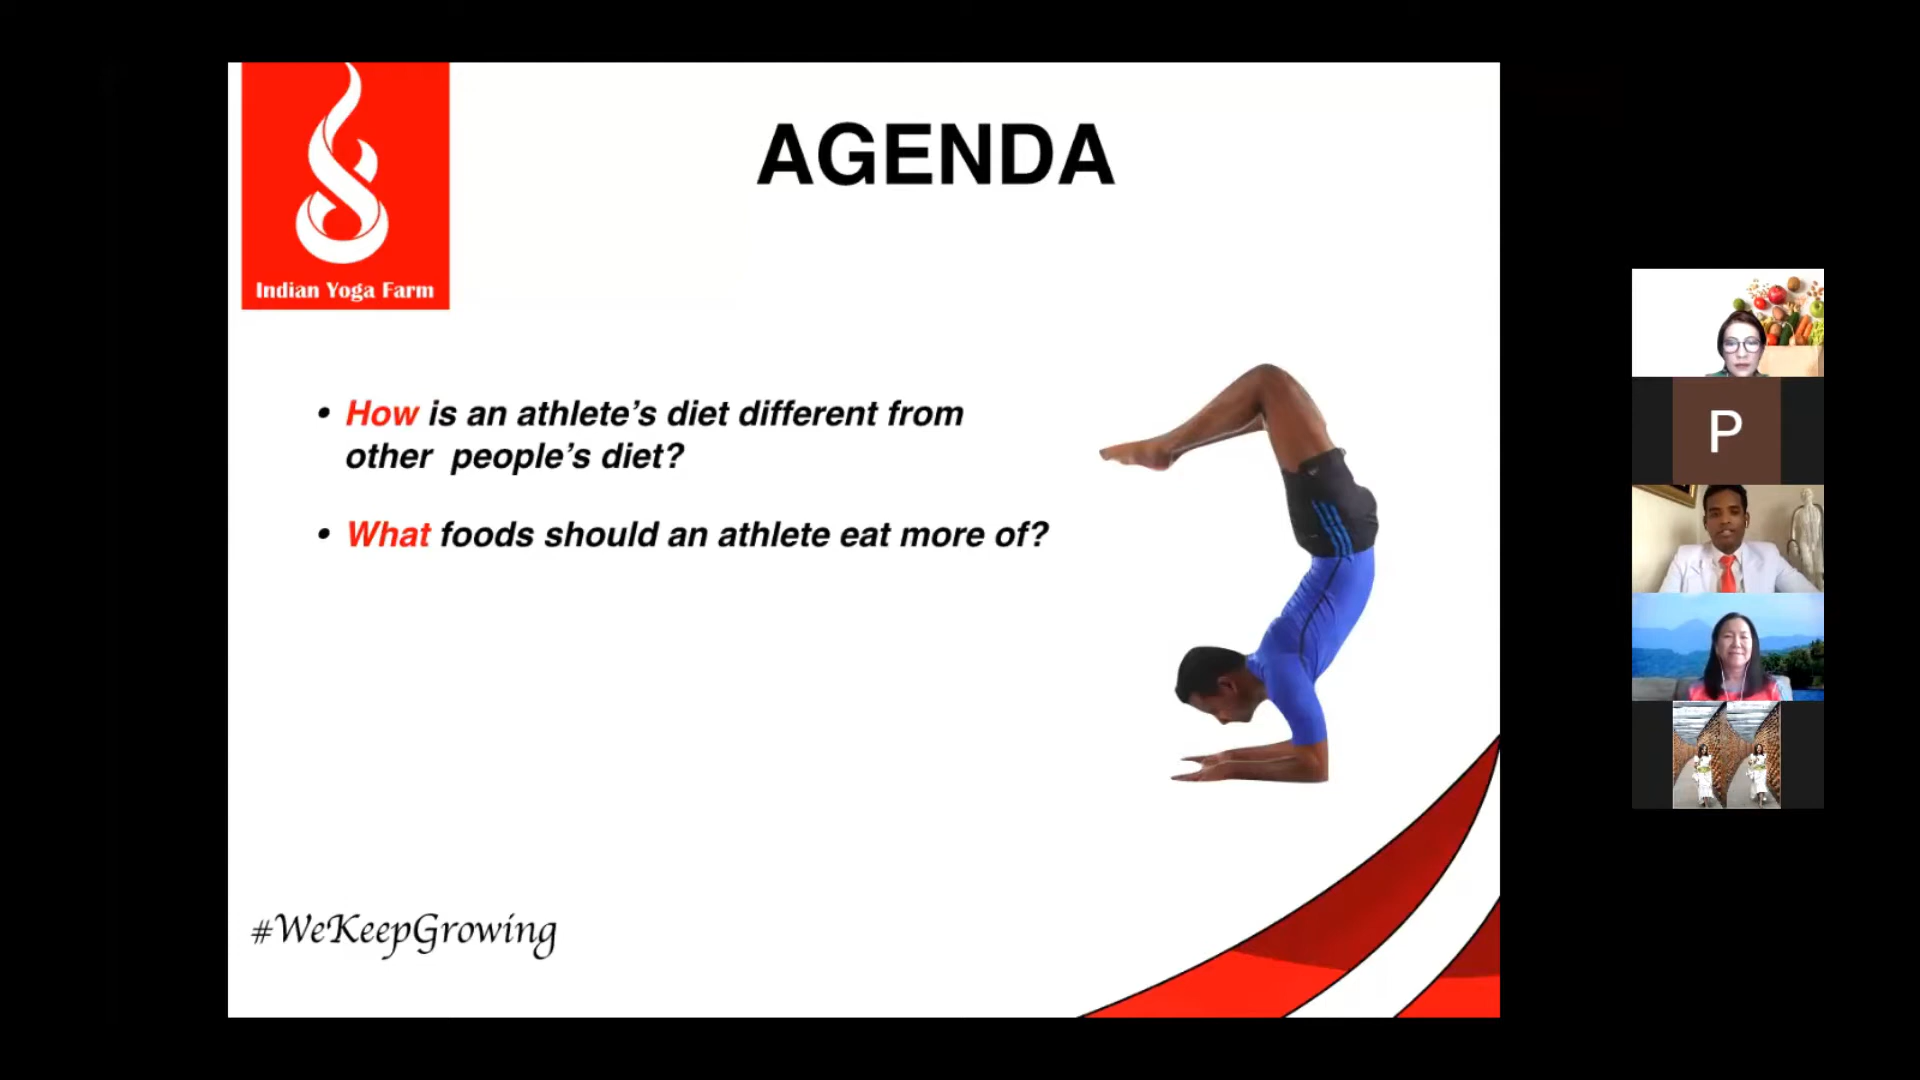 AGENDA
Indian Yoga Farm
• How is an athlete's diet different from
other people's diet?
• What foods should an athlete eat more of?
#WeKeepGrowing
P